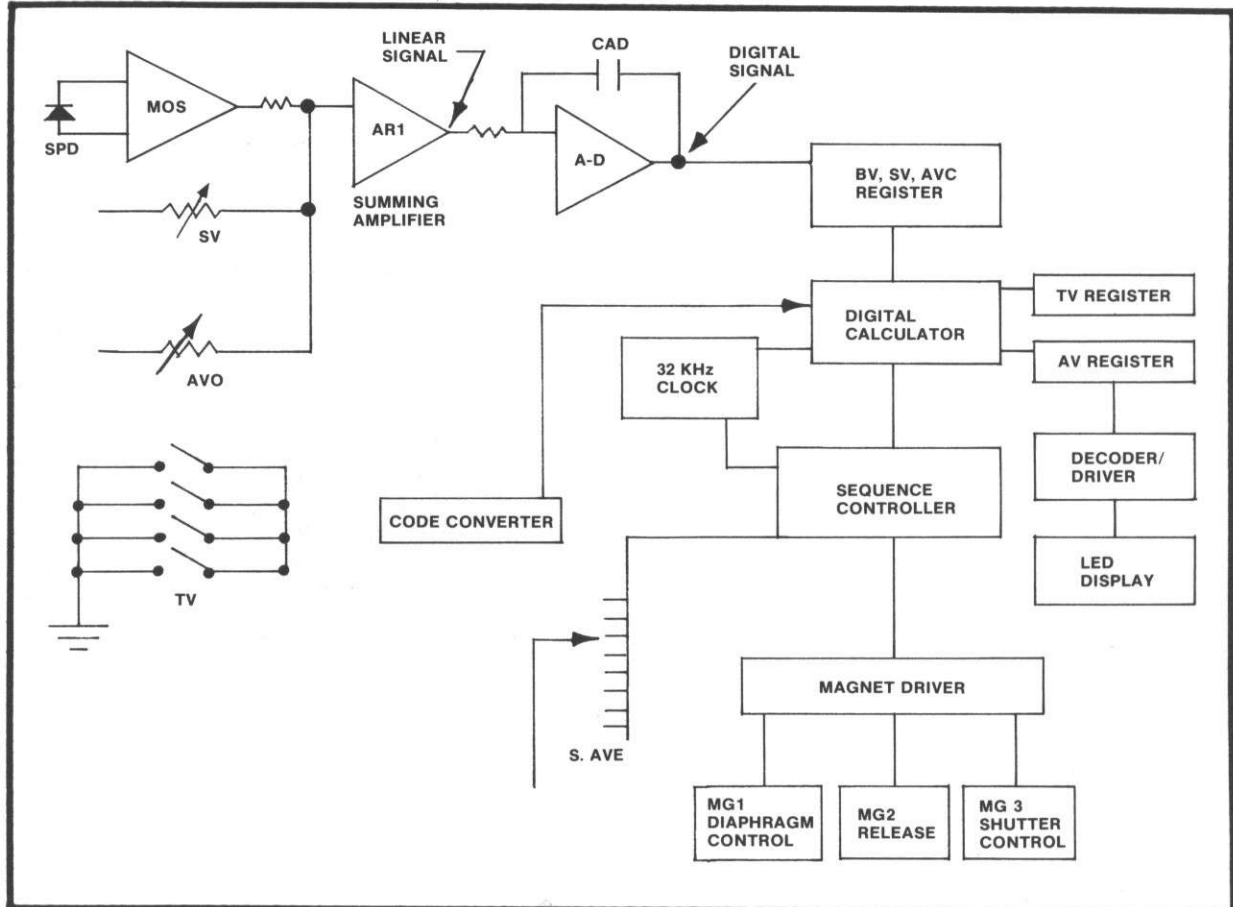 LINEAR
SIGNAL
CAD
DIGITAL
SIGNAL
MOS
SPD
AR1
A-D
SUMMING
AMPLIFIER
SV
AVO
BV, SV, AVC
REGISTER
DIGITAL
CALCULATOR
TV REGISTER
AV REGISTER
32 KHz
CLOCK
DECODER/
DRIVER
SEQUENCE
CONTROLLER
CODE CONVERTER
LED
DISPLAY
TV
MAGNET DRIVER
S. AVE
MG1
DIAPHRAGM
CONTROL
MG2
RELEASE
MG 3
SHUTTER
CONTROL